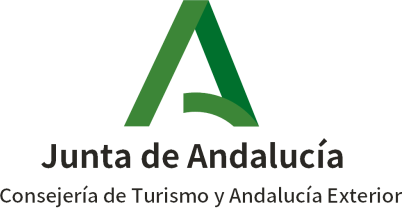 Junta de Andalucía
Consejería de Turismo y Andalucía Exterior